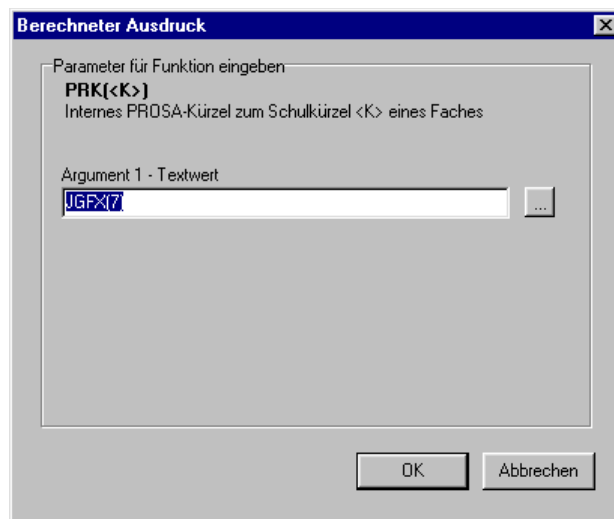 Berechneter Ausdruck
Parameter für Funktion eingeben
PRK(<K>)
Internes PROSA-Kürzel zum Schulkürzel <K> eines Faches
Argument 1 - Textwert
JGFX(7)
...
OK
Abbrechen